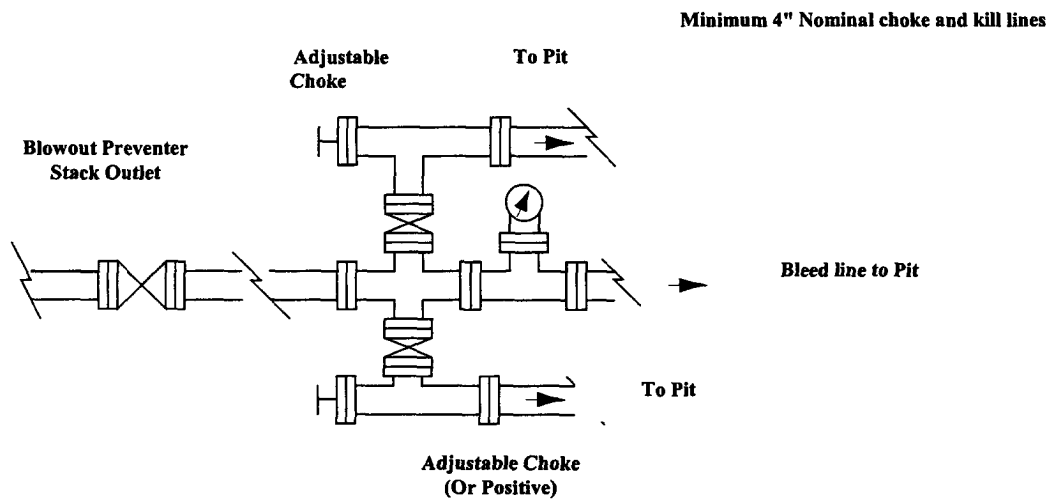 Minimum 4" Nominal choke and kill lines
Adjustable
Choke
To Pit
Blowout Preventer
Stack Outlet
Bleed line to Pit
To Pit
Adjustable Choke
(Or Positive)